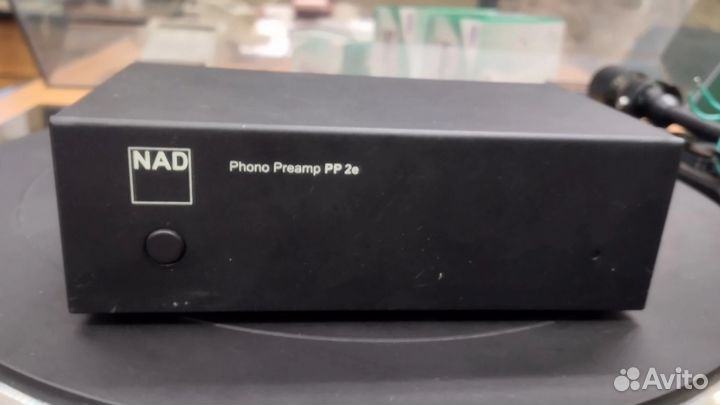 NAD
Phono Preamp PP 2e
Avito